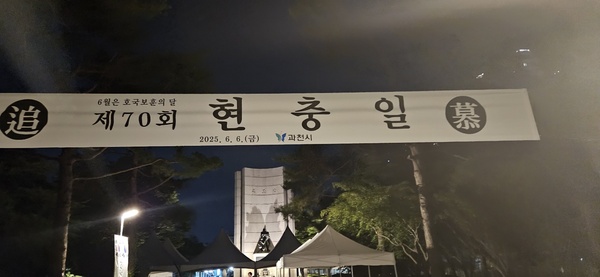 追
6월은 호국보훈의 달
제70회 현충일
2025. 6. 6.(금) 과천시
慕